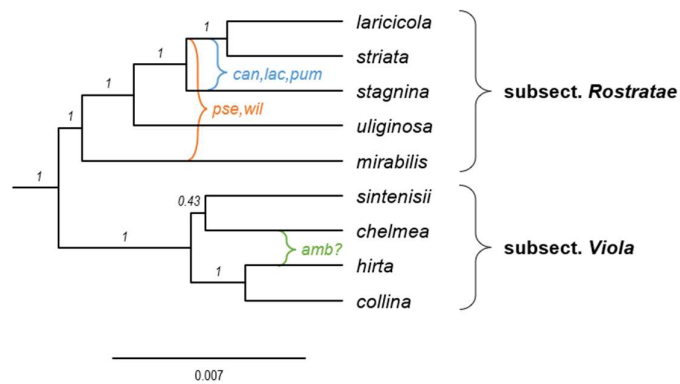 laricicola
1
striata
can,lac,pum
1
stagnina
subsect. Rostratae
1
pse,wil
uliginosa
1
mirabilis
1
sintenisii
0.43
chelmea
1
amb?
subsect. Viola
hirta
1
collina
0.007